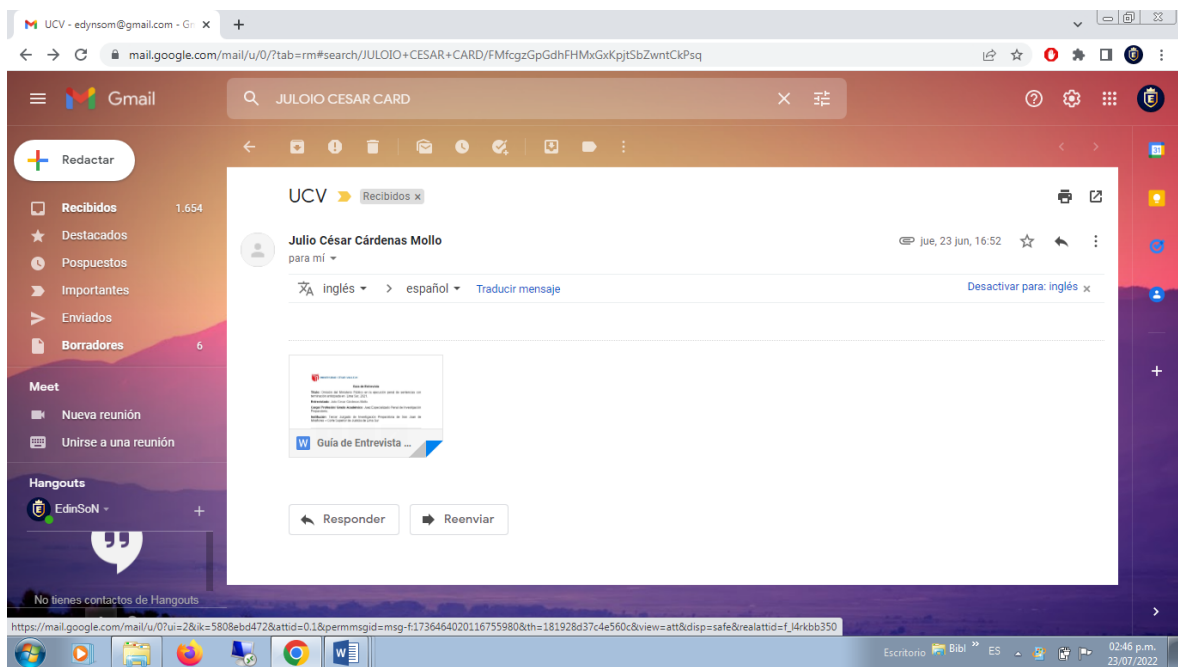 UCV - edynsom@gmail.com - Gm
mail.google.com/mail/u/0/?tab=rm#search/JULOIO+CESAR+CARD/FMfcgzGpGdhFHMxGxKpjtSbZwntCkPsq
Gmail
JULOIO CESAR CARD
Redactar
31
UCV Recibidos x
Recibidos 1.654
Destacados
Pospuestos
Importantes
Enviados
Borradores 6
Julio César Cárdenas Mollo
jue, 23 jun, 16:52
para mí
inglés > español Traducir mensaje
Desactivar para: inglés x
Guía de Entrevista
W Guía de Entrevista ...
Meet
Nueva reunión
Unirse a una reunión
Hangouts
EdinSoN
No tienes contactos de Hangouts
Responder
Reenviar
https://mail.google.com/mail/u/0?ui=2&ik=5808ebd472&attid=0.1&permmsgid=msg-f:1736464020116755980&th=181928d37c4e560c&view=att&disp=safe&realattid=f_l4rkbb350
Escritorio Bibl » ES
02:46 p.m.
23/07/2022